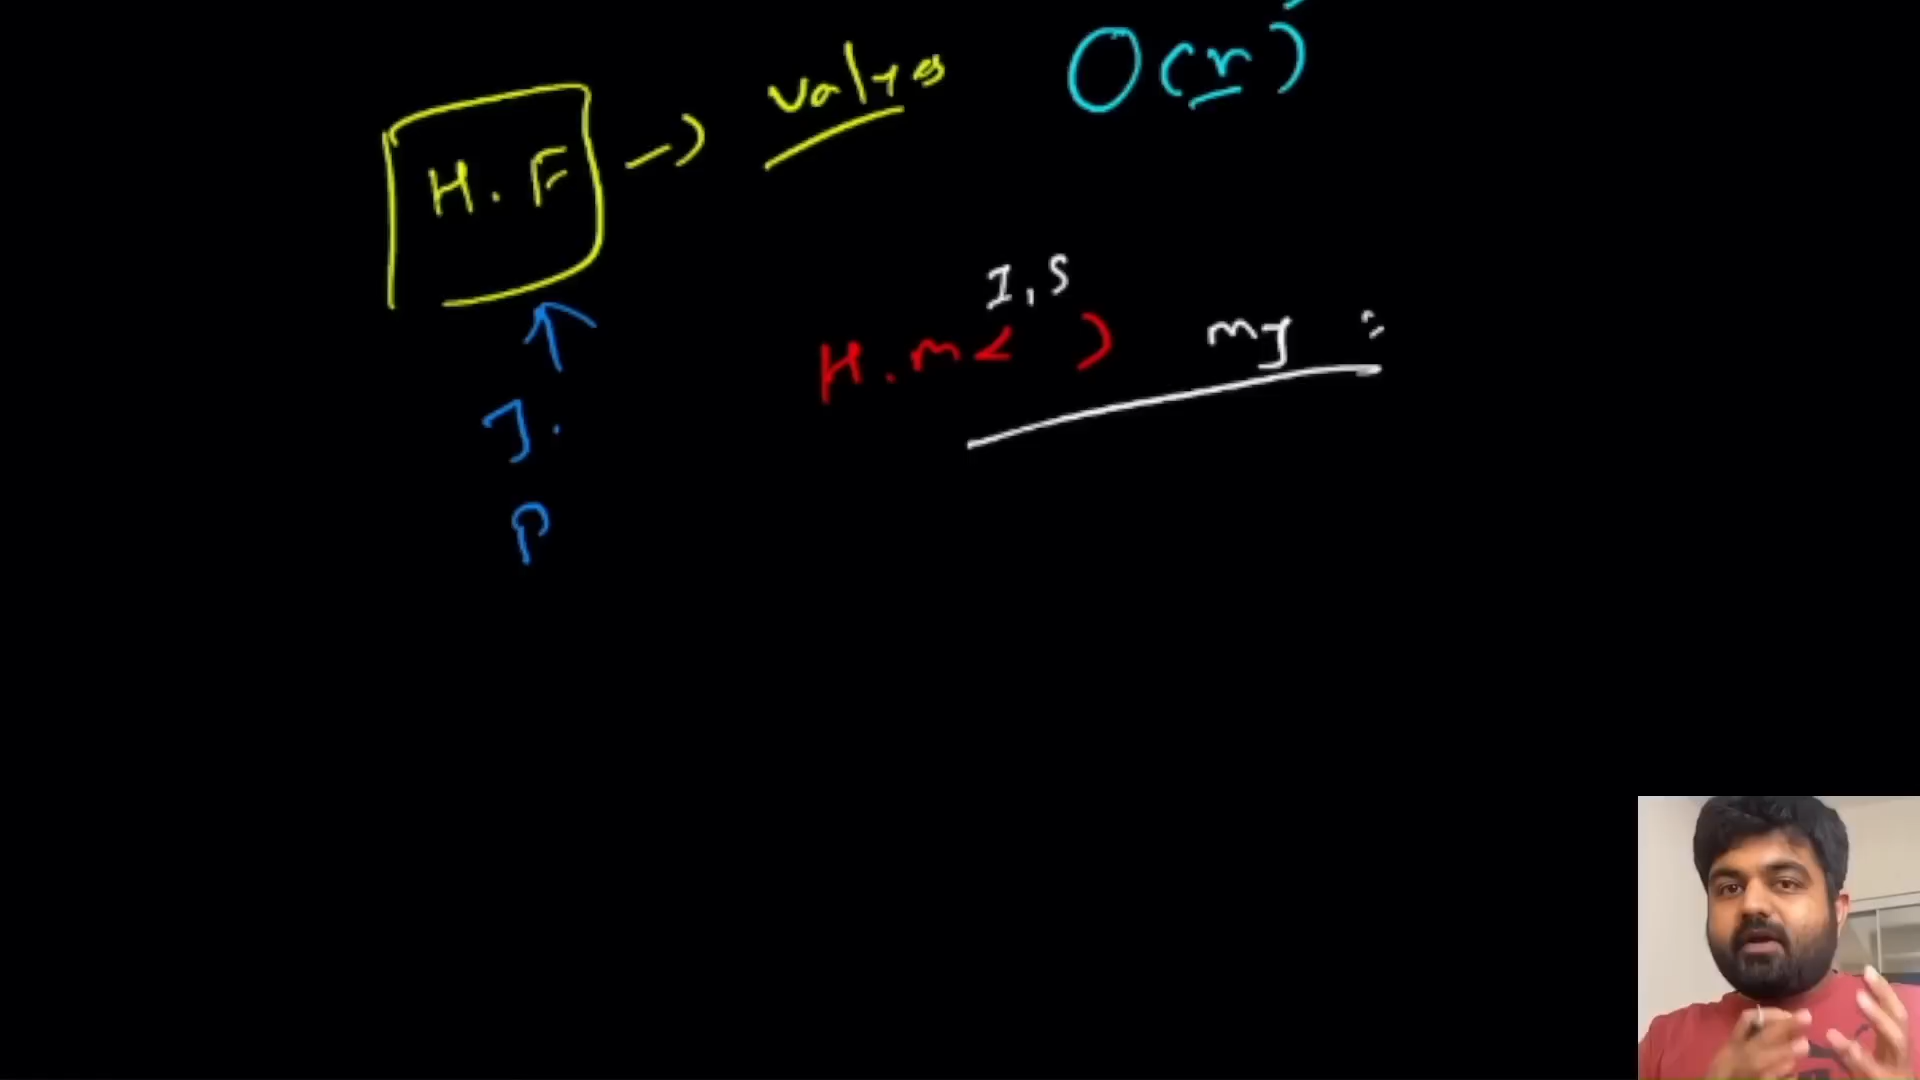 O(n)
H.F → values
I, S
H.m< > my =
J.
P